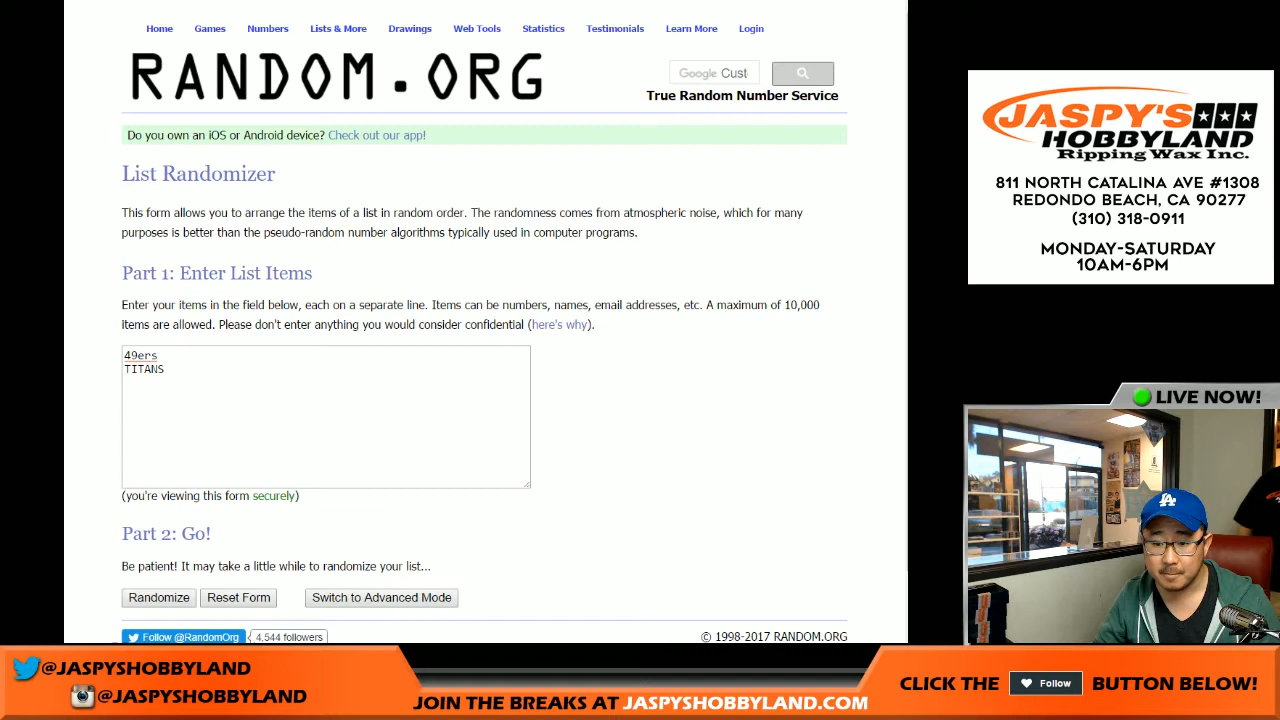 Home Games Numbers Lists & More Drawings Web Tools Statistics Testimonials Learn More Login
RANDOM.ORG
Google Cust
True Random Number Service
Do you own an iOS or Android device? Check out our app!
List Randomizer
This form allows you to arrange the items of a list in random order. The randomness comes from atmospheric noise, which for many
purposes is better than the pseudo-random number algorithms typically used in computer programs.
Part 1: Enter List Items
Enter your items in the field below, each on a separate line. Items can be numbers, names, email addresses, etc. A maximum of 10,000
items are allowed. Please don't enter anything you would consider confidential (here's why).
49ers
TITANS
(you're viewing this form securely)
Part 2: Go!
Be patient! It may take a little while to randomize your list...
Randomize Reset Form Switch to Advanced Mode
Follow @RandomOrg 4,544 followers
© 1998-2017 RANDOM.ORG
JASPY'S
HOBBYLAND
Ripping Wax Inc.
811 NORTH CATALINA AVE #1308
REDONDO BEACH, CA 90277
(310) 318-0911
MONDAY-SATURDAY
10AM-6PM
LIVE NOW!
LA
@JASPYSHOBBYLAND
@JASPYSHOBBYLAND
JOIN THE BREAKS AT JASPYSHOBBYLAND.COM
CLICK THE Follow BUTTON BELOW!